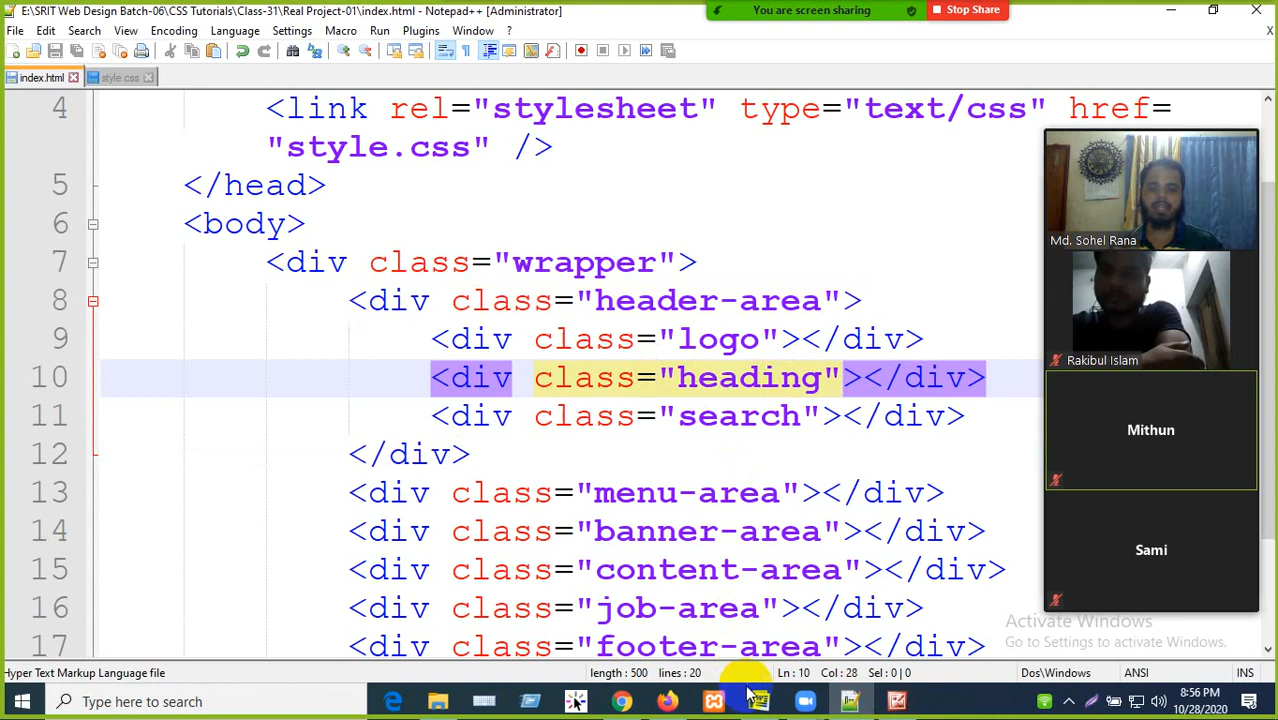 E:\SRIT Web Design Batch-06\CSS Tutorials\Class-31\Real Project-01\index.html - Notepad++ [Administrator]
You are screen sharing
Stop Share
File Edit Search View Encoding Language Settings Macro Run Plugins Window ?
X
index.html style.css
4 <link rel="stylesheet" type="text/css" href=
"style.css" />
5 </head>
6 <body>
7 <div class="wrapper">
8 <div class="header-area">
9 <div class="logo"></div>
10 <div class="heading"></div>
11 <div class="search"></div>
12 </div>
13 <div class="menu-area"></div>
14 <div class="banner-area"></div>
15 <div class="content-area"></div>
16 <div class="job-area"></div>
17 <div class="footer-area"></div>
Md. Sohel Rana
Rakibul Islam
Mithun
Sami
Activate Windows
Go to Settings to activate Windows.
Hyper Text Markup Language file length : 500 lines : 20 Ln : 10 Col : 28 Sel : 0 | 0 Dos\Windows ANSI INS
Type here to search
8:56 PM
10/28/2020